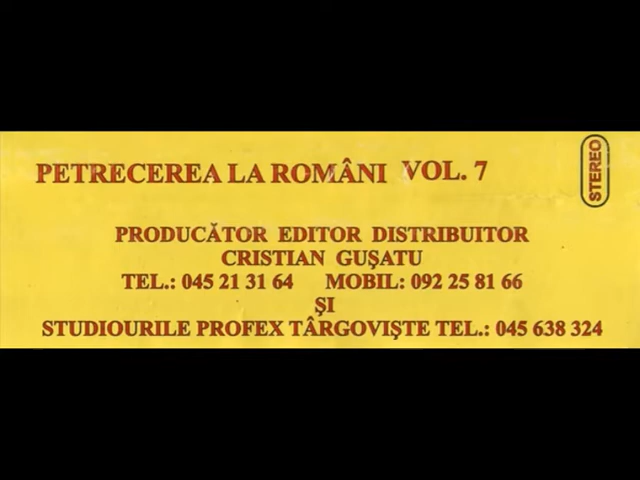 PETRECEREA LA ROMÂNI VOL. 7
STEREO
PRODUCĂTOR EDITOR DISTRIBUITOR
CRISTIAN GUŞATU
TEL.: 045 21 31 64 MOBIL: 092 25 81 66
ŞI
STUDIOURILE PROFEX TÂRGOVIŞTE TEL.: 045 638 324